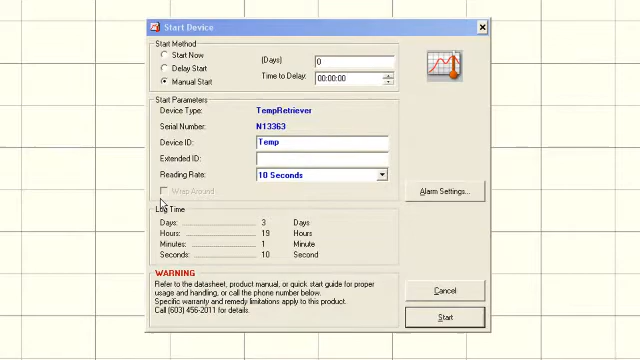 Start Device
Start Method
Start Now
Delay Start
Manual Start
(Days)
0
Time to Delay:
00:00:00
Start Parameters
Device Type:
TempRetriever
Serial Number:
N13363
Device ID:
Temp
Extended ID:
Reading Rate:
10 Seconds
Wrap Around
Alarm Settings...
Log Time
Days: 3 Days
Hours: 19 Hours
Minutes: 1 Minute
Seconds: 10 Second
WARNING
Refer to the datasheet, product manual, or quick start guide for proper
usage and handling, or call the phone number below.
Specific warranty and remedy limitations apply to this product.
Call (603) 456-2011 for details.
Cancel
Start